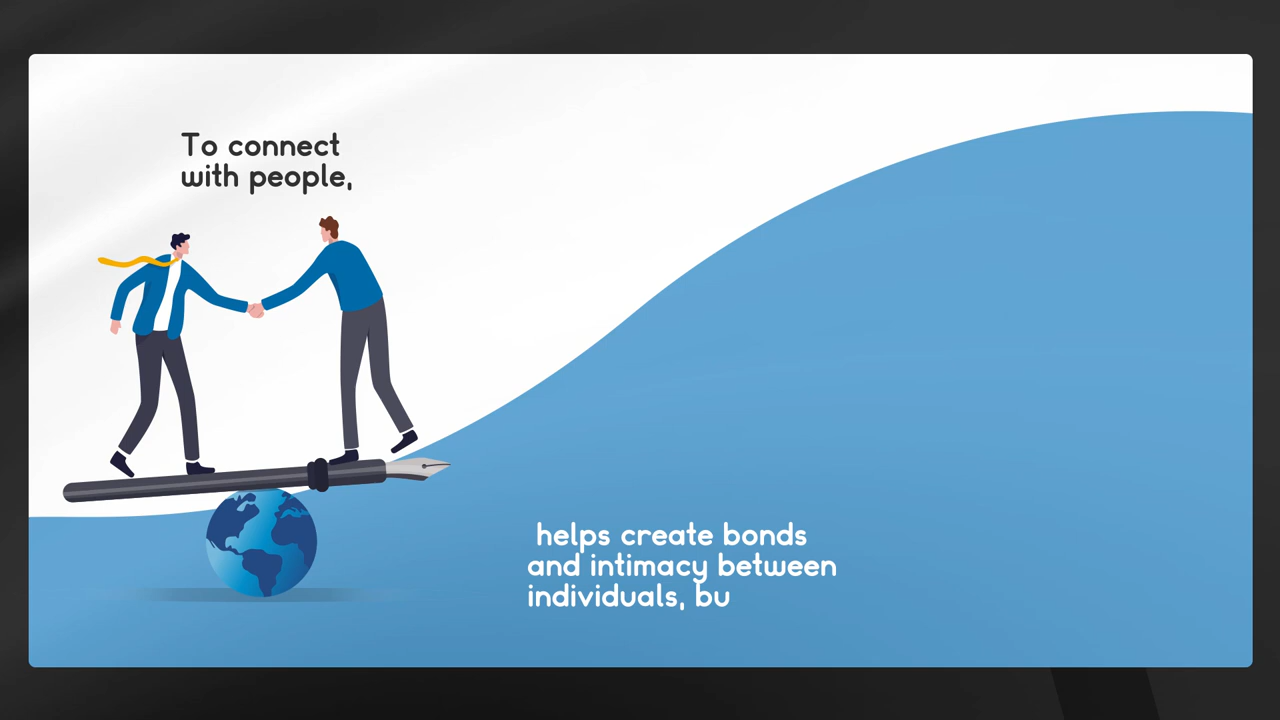 To connect
with people,
helps create bonds
and intimacy between
individuals, bu